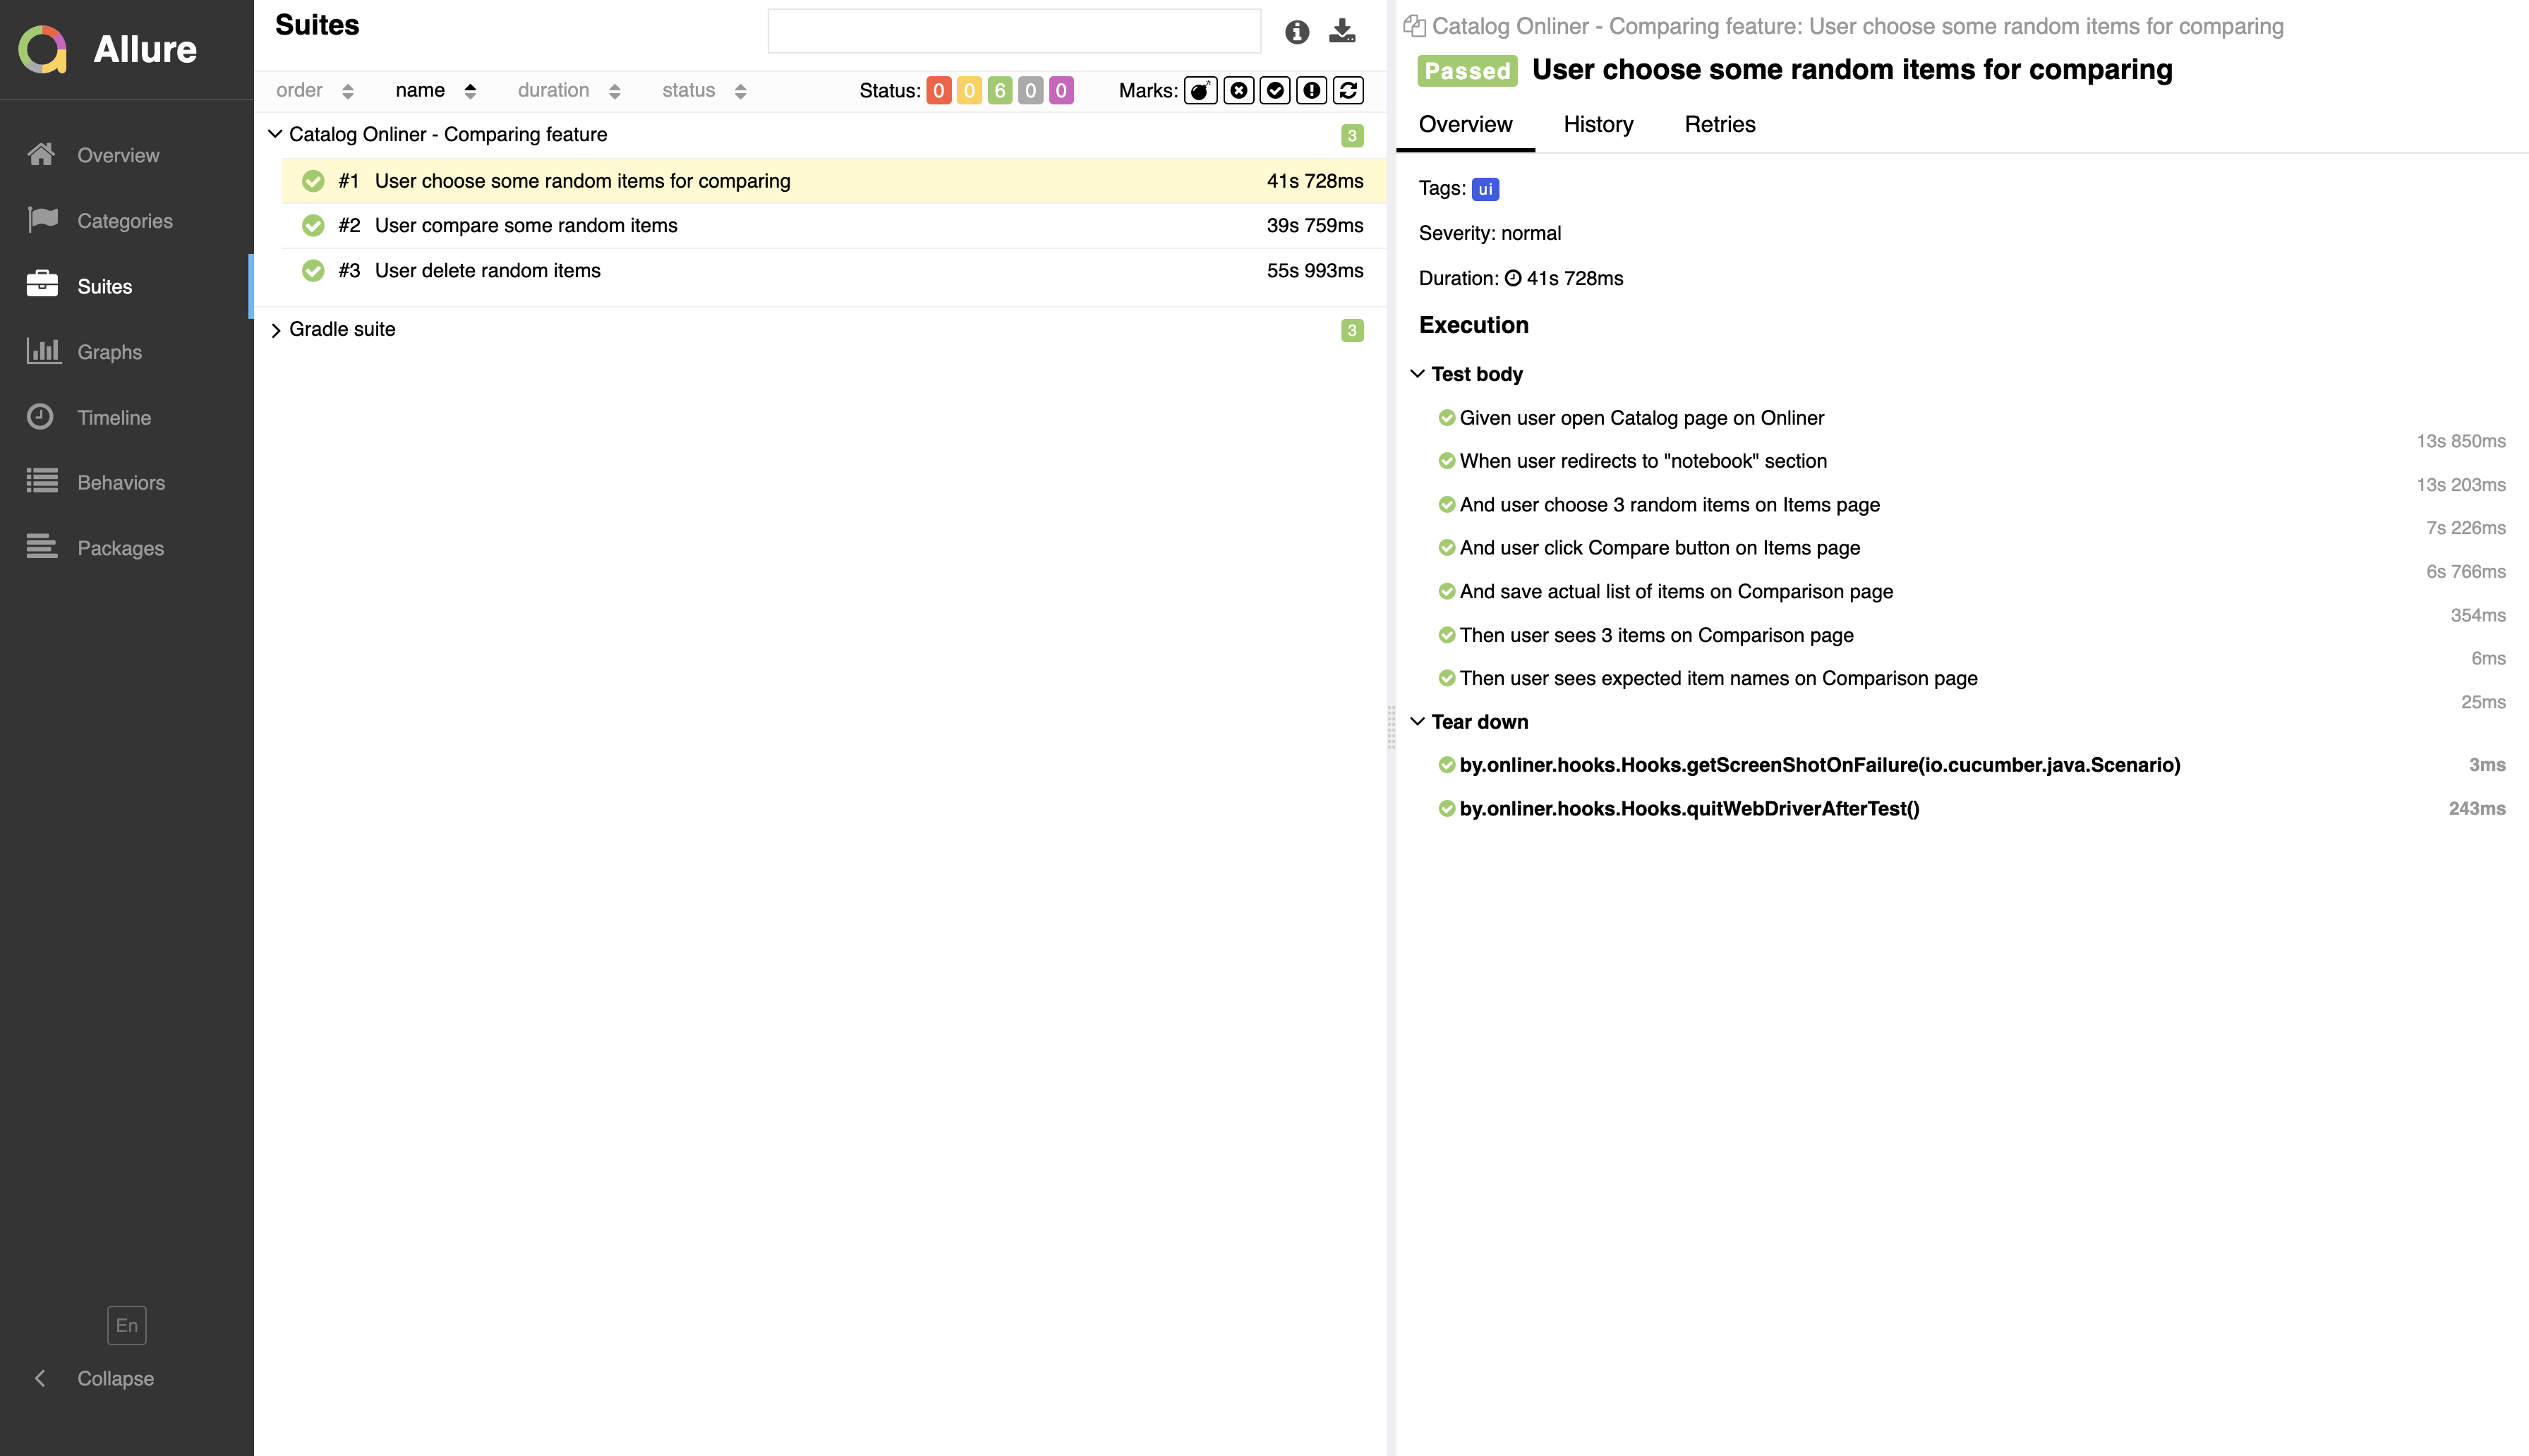 Allure
Overview
Categories
Suites
Graphs
Timeline
Behaviors
Packages
En
Collapse
Suites
order name duration status Status: 0 0 6 0 0 Marks:
Catalog Onliner - Comparing feature 3
#1 User choose some random items for comparing 41s 728ms
#2 User compare some random items 39s 759ms
#3 User delete random items 55s 993ms
Gradle suite 3
Catalog Onliner - Comparing feature: User choose some random items for comparing
Passed User choose some random items for comparing
Overview History Retries
Tags: ui
Severity: normal
Duration: 41s 728ms
Execution
Test body
Given user open Catalog page on Onliner
13s 850ms
When user redirects to "notebook" section
13s 203ms
And user choose 3 random items on Items page
7s 226ms
And user click Compare button on Items page
6s 766ms
And save actual list of items on Comparison page
354ms
Then user sees 3 items on Comparison page
6ms
Then user sees expected item names on Comparison page
25ms
Tear down
by.onliner.hooks.Hooks.getScreenShotOnFailure(io.cucumber.java.Scenario) 3ms
by.onliner.hooks.Hooks.quitWebDriverAfterTest() 243ms